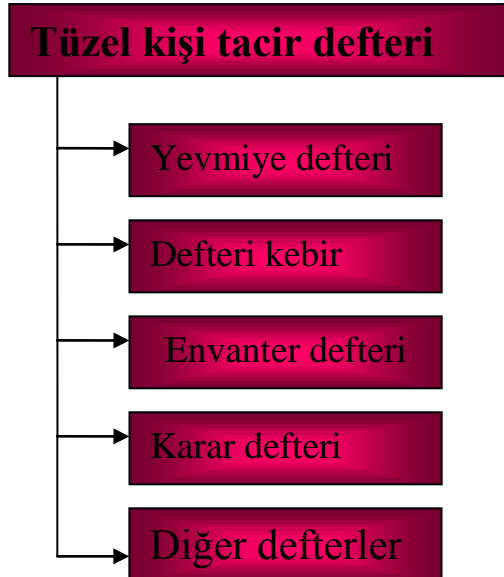 Tüzel kişi tacir defteri
Yevmiye defteri
Defteri kebir
Envanter defteri
Karar defteri
Diğer defterler